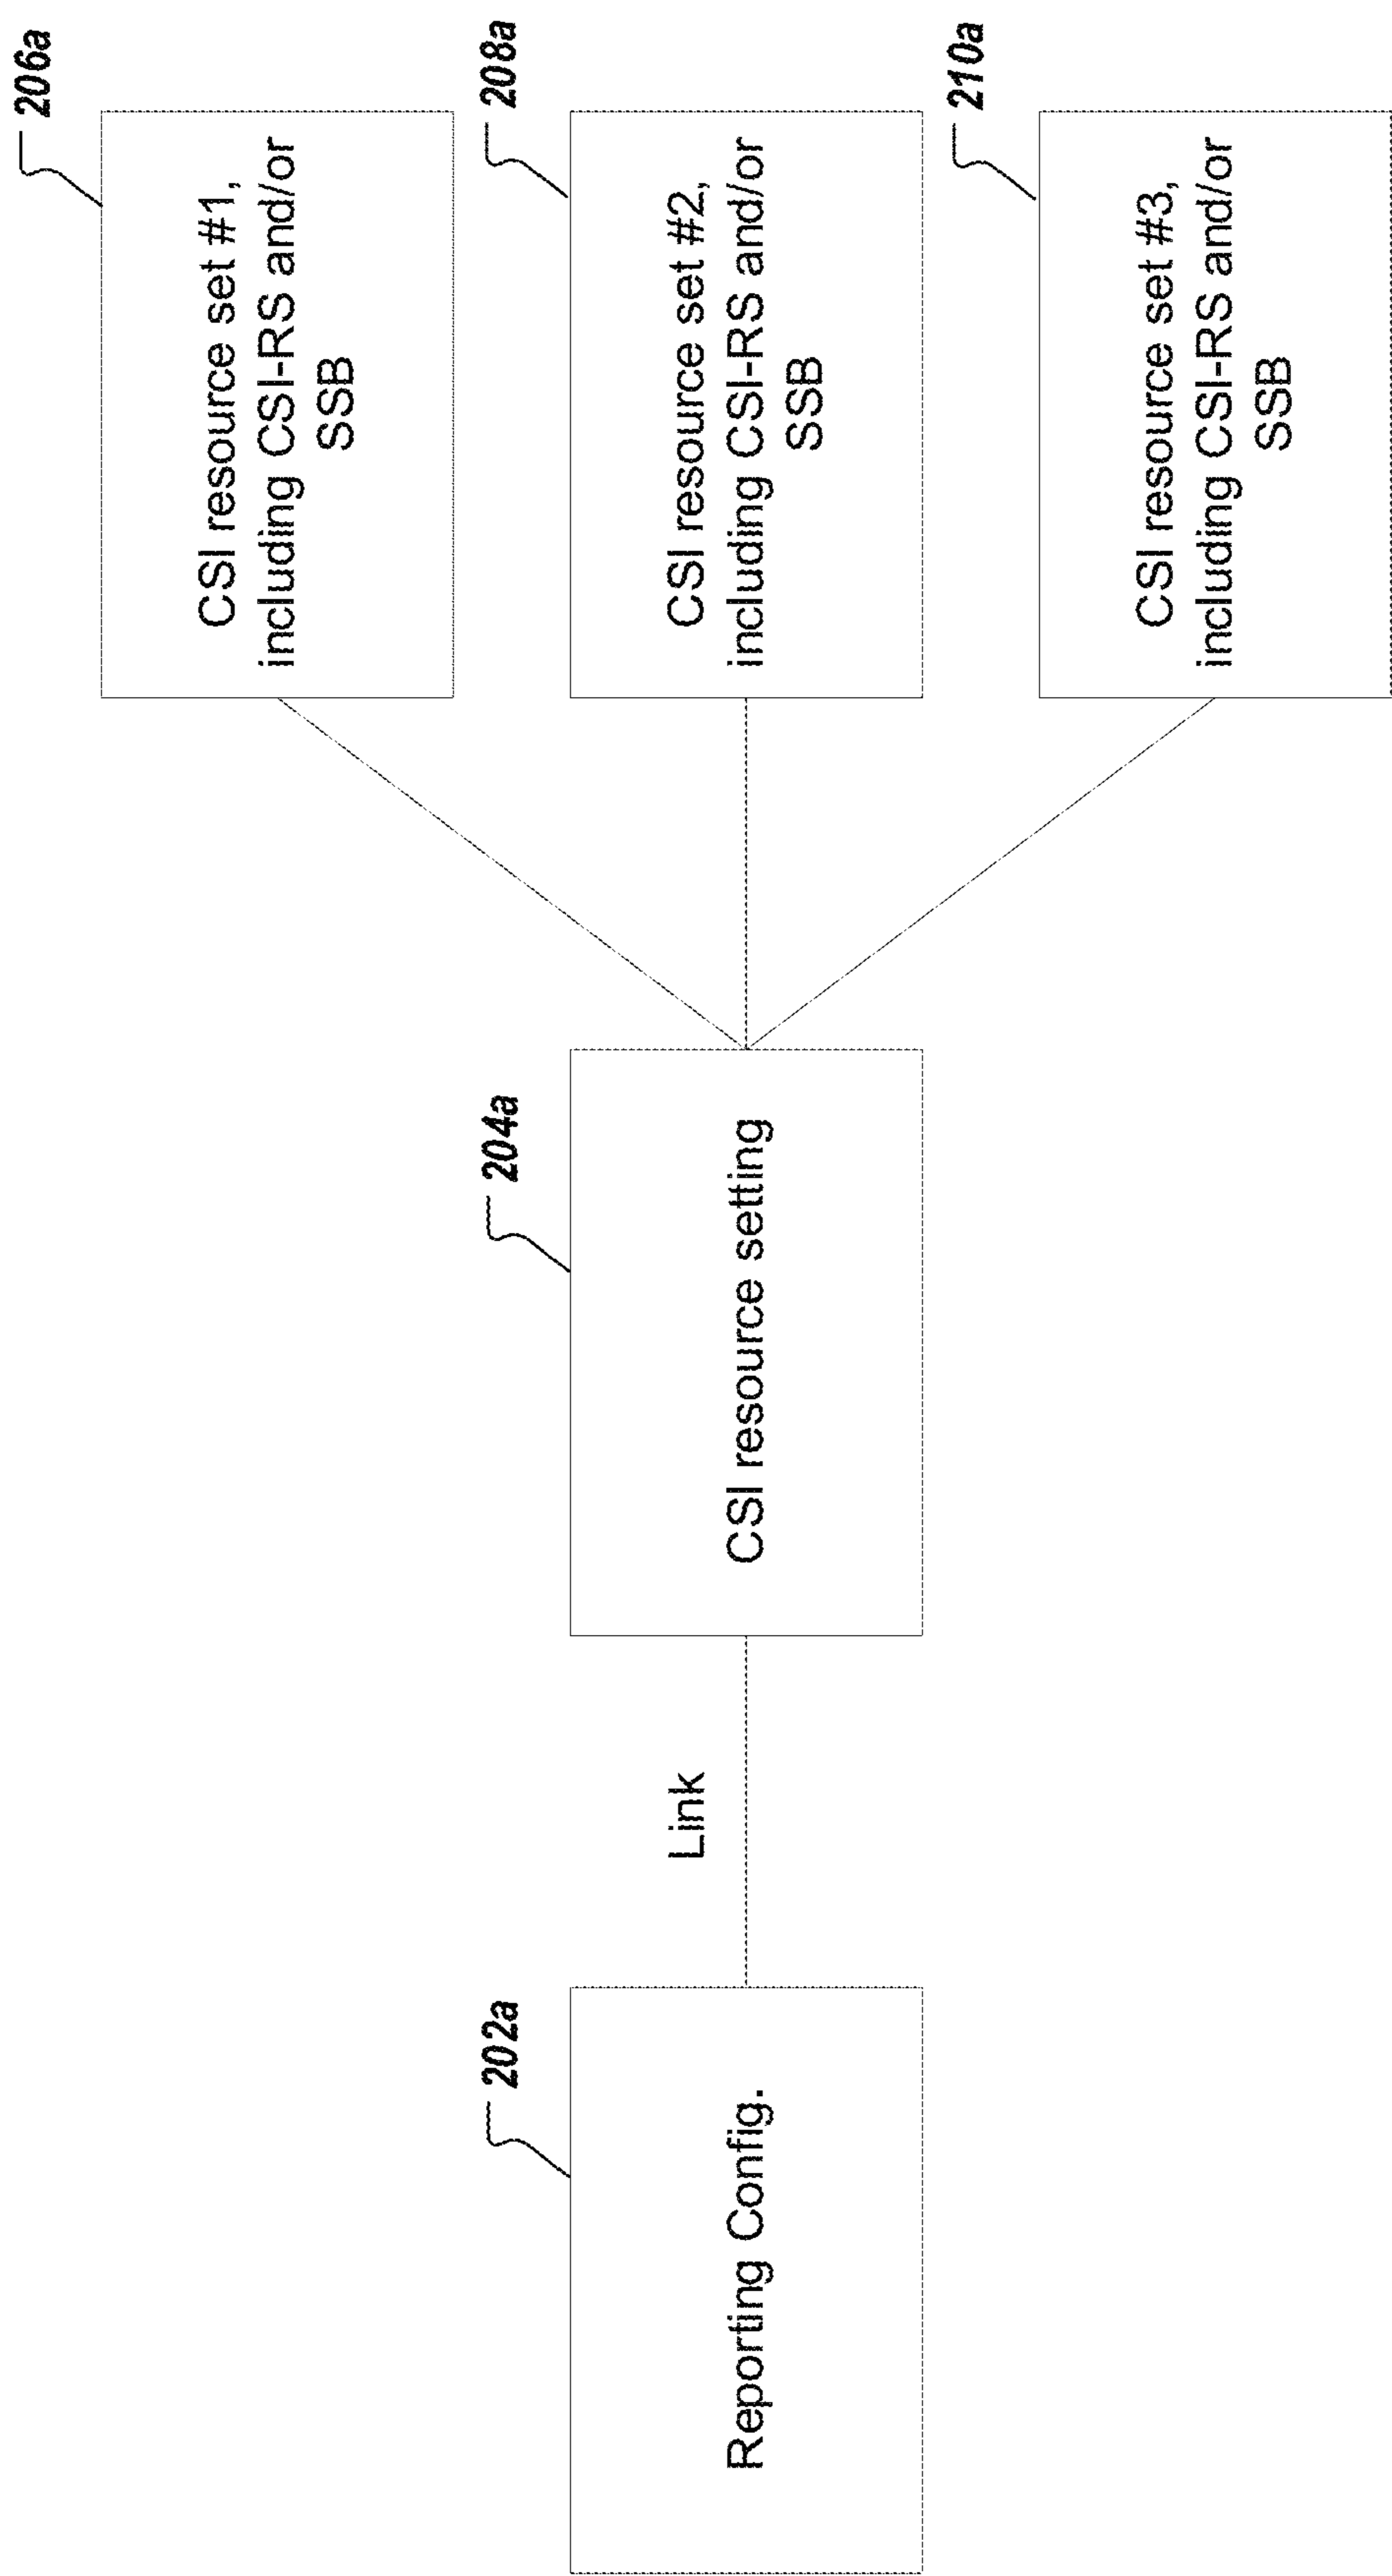 206a
CSI resource set #1,
including CSI-RS and/or
SSB
202a
Reporting Config.
Link
204a
CSI resource setting
208a
CSI resource set #2,
including CSI-RS and/or
SSB
210a
CSI resource set #3,
including CSI-RS and/or
SSB